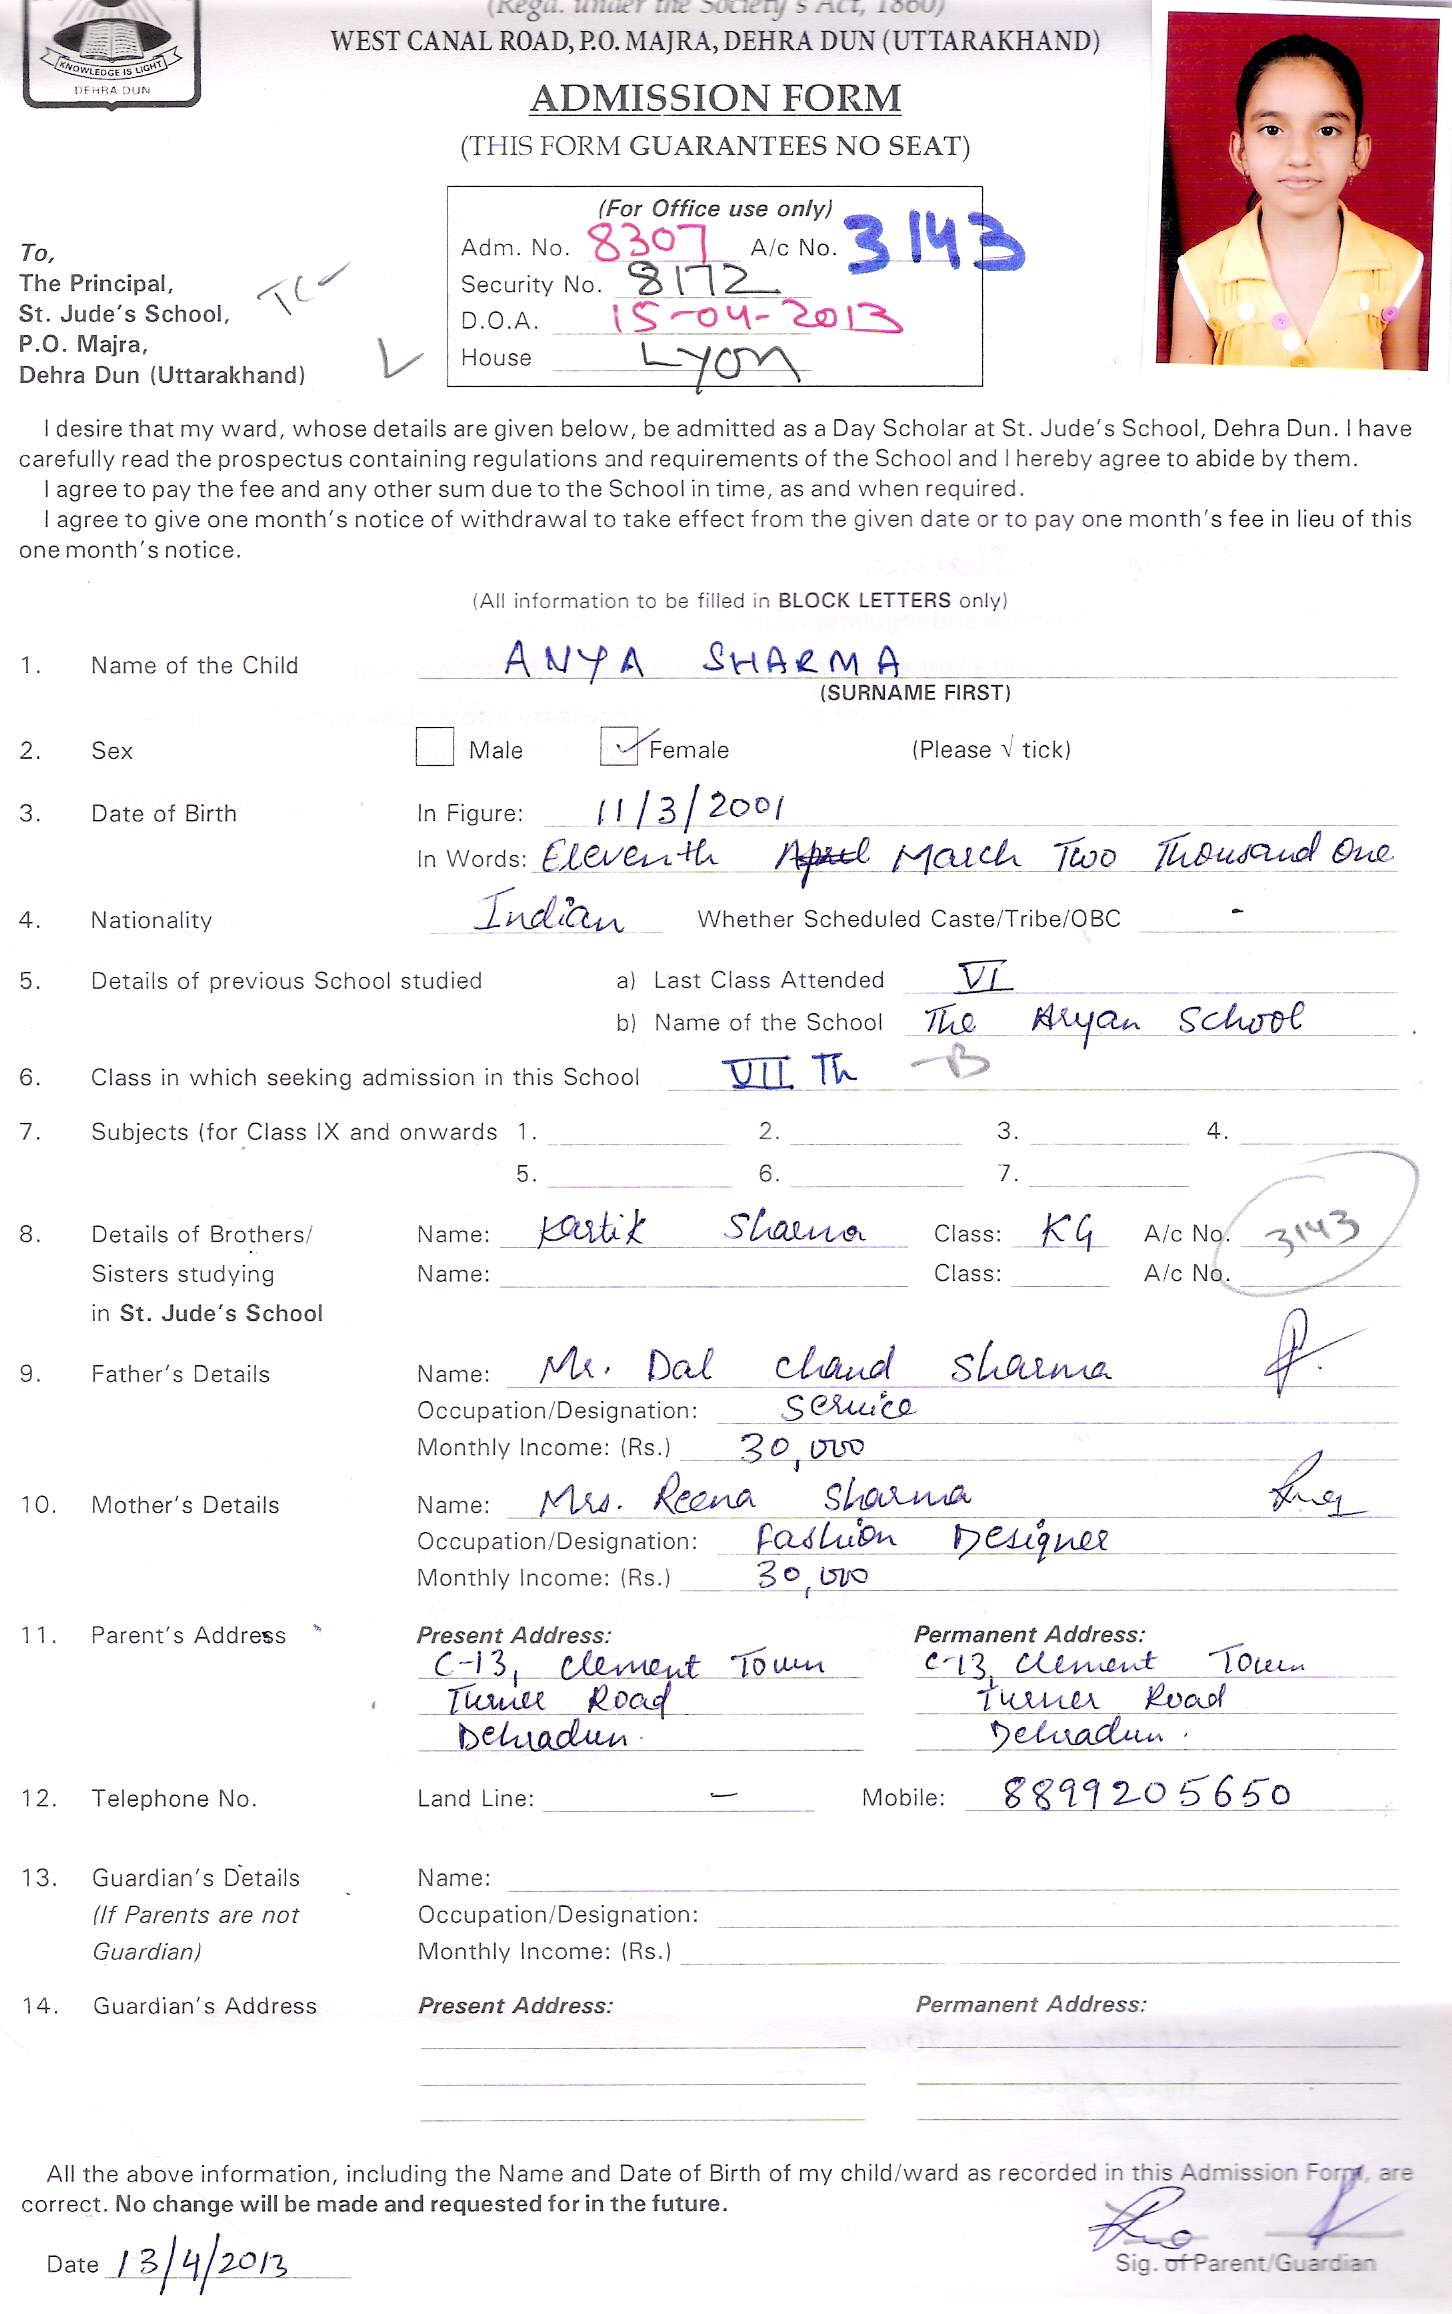 (Regd. under the Society's Act, 1860)
WEST CANAL ROAD, P.O. MAJRA, DEHRA DUN (UTTARAKHAND)
KNOWLEDGE IS LIGHT
DEHRA DUN
ADMISSION FORM
(THIS FORM GUARANTEES NO SEAT)
(For Office use only)
Adm. No. 8307 A/c No. 3143
Security No. 8172
D.O.A. 15-04-2013
House Lyon
To,
The Principal,
St. Jude's School,
P.O. Majra,
Dehra Dun (Uttarakhand)
TC
I desire that my ward, whose details are given below, be admitted as a Day Scholar at St. Jude's School, Dehra Dun. I have
carefully read the prospectus containing regulations and requirements of the School and I hereby agree to abide by them.
I agree to pay the fee and any other sum due to the School in time, as and when required.
I agree to give one month's notice of withdrawal to take effect from the given date or to pay one month's fee in lieu of this
one month's notice.
(All information to be filled in BLOCK LETTERS only)
1. Name of the Child ANYA SHARMA
(SURNAME FIRST)
2. Sex Male ✓ Female (Please √ tick)
3. Date of Birth In Figure: 11/3/2001
In Words: Eleventh April March Two Thousand One
4. Nationality Indian Whether Scheduled Caste/Tribe/OBC -
5. Details of previous School studied a) Last Class Attended VI
b) Name of the School The Aryan School
6. Class in which seeking admission in this School VII Th -B
7. Subjects (for Class IX and onwards 1. 2. 3. 4.
5. 6. 7.
8. Details of Brothers/ Name: Kartik Sharma Class: KG A/c No. 3143
Sisters studying Name: Class: A/c No.
in St. Jude's School
9. Father's Details Name: Mr. Dal Chand Sharma
Occupation/Designation: Service
Monthly Income: (Rs.) 30,000
10. Mother's Details Name: Mrs. Reena Sharma
Occupation/Designation: Fashion Designer
Monthly Income: (Rs.) 30,000
11. Parent's Address Present Address: Permanent Address:
C-13, Clement Town C-13, Clement Town
Turner Road Turner Road
Dehradun. Dehradun.
12. Telephone No. Land Line: - Mobile: 8899205650
13. Guardian's Details Name:
(If Parents are not Occupation/Designation:
Guardian) Monthly Income: (Rs.)
14. Guardian's Address Present Address: Permanent Address:
All the above information, including the Name and Date of Birth of my child/ward as recorded in this Admission Form, are
correct. No change will be made and requested for in the future.
Date 13/4/2013
Sig. of Parent/Guardian